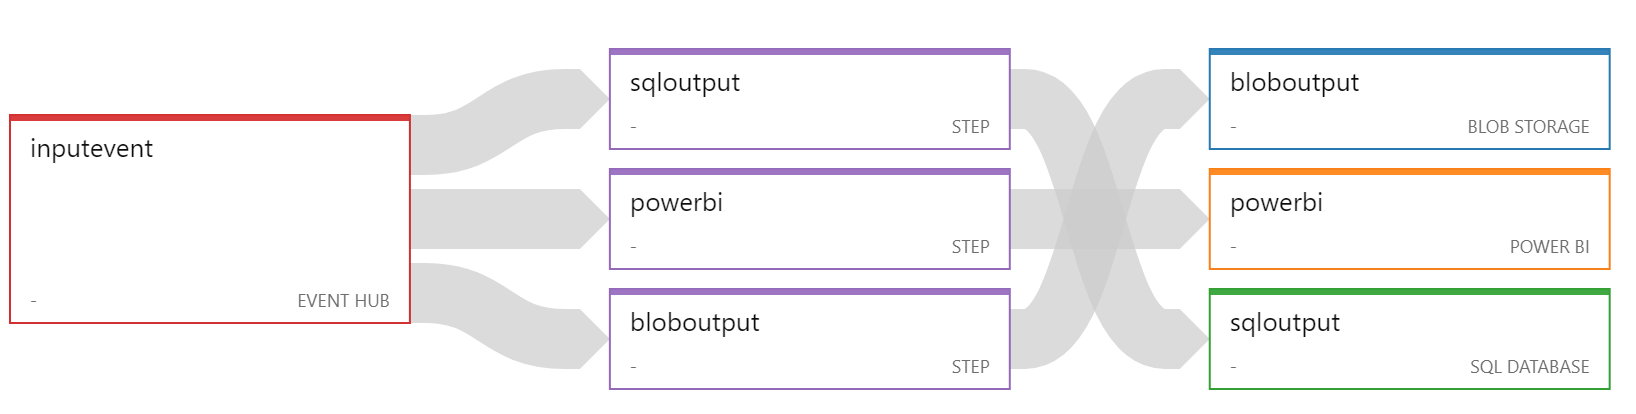 inputevent
-
EVENT HUB
sqloutput
-
STEP
powerbi
-
STEP
bloboutput
-
STEP
bloboutput
-
BLOB STORAGE
powerbi
-
POWER BI
sqloutput
-
SQL DATABASE